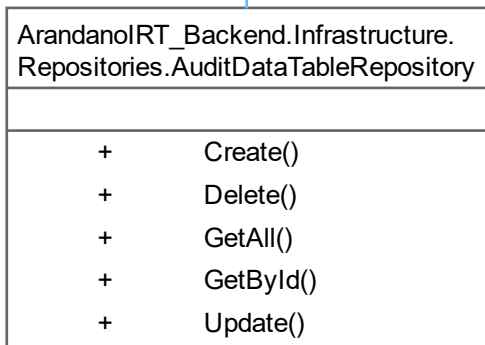 ArandanoIRT_Backend.Infrastructure.
Repositories.AuditDataTableRepository
+ Create()
+ Delete()
+ GetAll()
+ GetById()
+ Update()